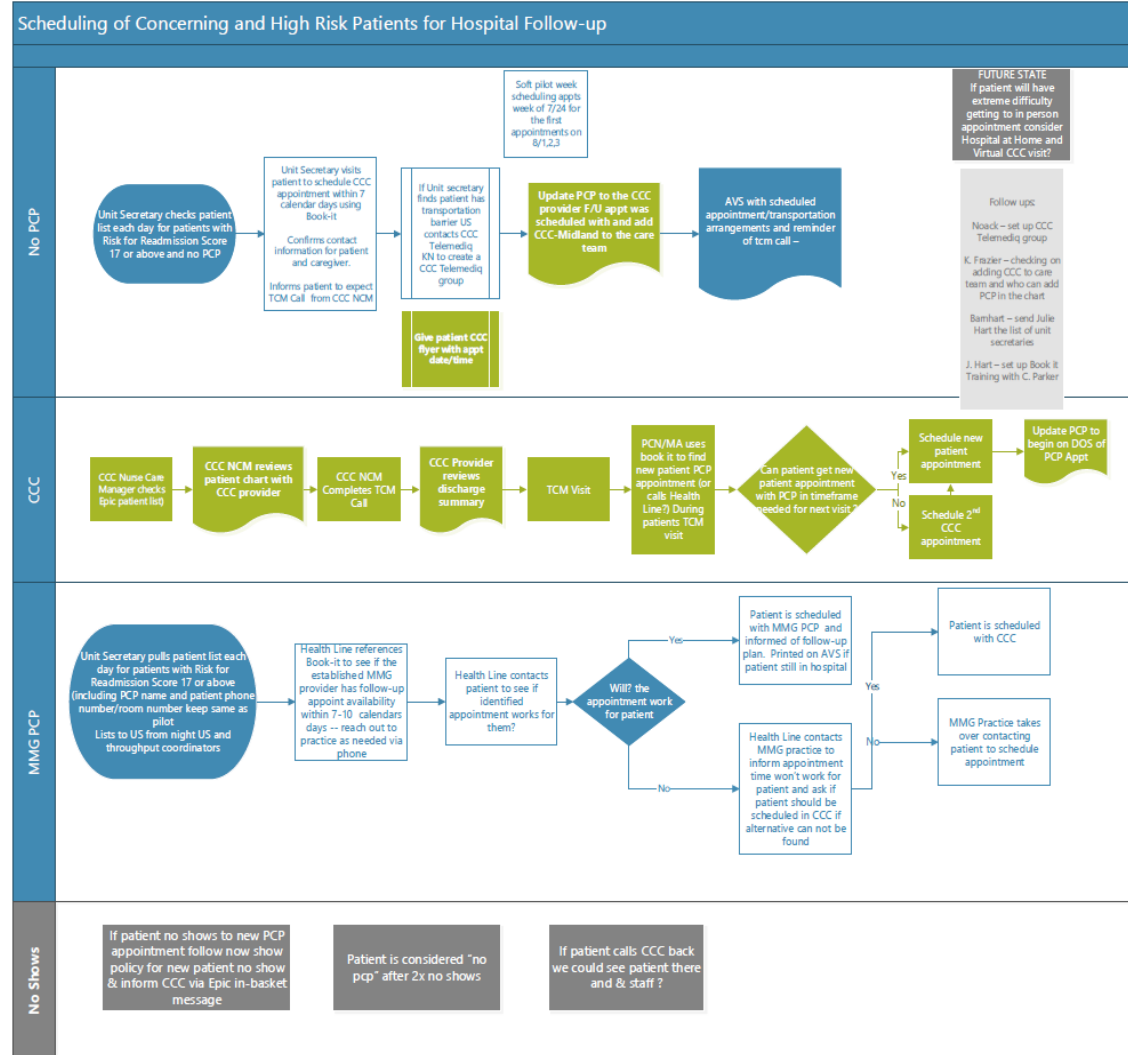 Scheduling of Concerning and High Risk Patients for Hospital Follow-up
No PCP
Unit Secretary checks patient
list each day for patients with
Risk for Readmission Score
17 or above and no PCP
Unit Secretary visits
patient to schedule CCC
appointment within 7
calendar days using
Book-it
Confirms contact
information for patient
and caregiver.
Informs patient to expect
TCM Call from CCC NCM
If Unit secretary
finds patient has
transportation
barrier US
contacts CCC
Telemediq
KN to create a
CCC Telemediq
group
Give patient CCC
flyer with appt
date/time
Soft pilot week
scheduling appts
week of 7/24 for
the first
appointments on
8/1,2,3
Update PCP to the CCC
provider F/U appt was
scheduled with and add
CCC-Midland to the care
team
AVS with scheduled
appointment/transportation
arrangements and reminder
of tcm call –
FUTURE STATE
If patient will have
extreme difficulty
getting to in person
appointment consider
Hospital at Home and
Virtual CCC visit?
Follow ups:
Noack – set up CCC
Telemediq group
K. Frazier – checking on
adding CCC to care
team and who can add
PCP in the chart
Barnhart – send Julie
Hart the list of unit
secretaries
J. Hart – set up Book it
Training with C. Parker
CCC
CCC Nurse Care
Manager checks
Epic patient list)
CCC NCM reviews
patient chart with
CCC provider
CCC NCM
Completes TCM
Call
CCC Provider
reviews
discharge
summary
TCM Visit
PCN/MA uses
book it to find
new patient PCP
appointment (or
calls Health
Line?) During
patients TCM
visit
Can patient get new
patient appointment
with PCP in timeframe
needed for next visit ?
Yes
No
Schedule new
patient
appointment
Schedule 2nd
CCC
appointment
Update PCP to
begin on DOS of
PCP Appt
MMG PCP
Unit Secretary pulls patient list each
day for patients with Risk for
Readmission Score 17 or above
(including PCP name and patient phone
number/room number keep same as
pilot
Lists to US from night US and
throughput coordinators
Health Line references
Book-it to see if the
established MMG
provider has follow-up
appoint availability
within 7-10 calendars
days -- reach out to
practice as needed via
phone
Health Line contacts
patient to see if
identified
appointment works for
them?
Will? the
appointment work
for patient
Yes
No
Patient is scheduled
with MMG PCP and
informed of follow-up
plan. Printed on AVS if
patient still in hospital
Health Line contacts
MMG practice to
inform appointment
time won't work for
patient and ask if
patient should be
scheduled in CCC if
alternative can not be
found
Yes
No
Patient is scheduled
with CCC
MMG Practice takes
over contacting
patient to schedule
appointment
No Shows
If patient no shows to new PCP
appointment follow now show
policy for new patient no show
& inform CCC via Epic in-basket
message
Patient is considered "no
pcp" after 2x no shows
If patient calls CCC back
we could see patient there
and & staff ?